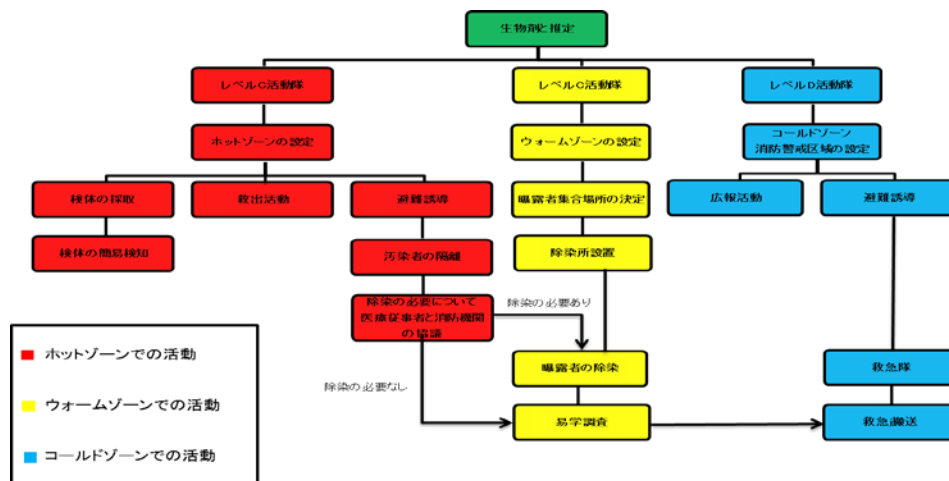 生物剤と推定
レベルC活動隊
レベルC活動隊
レベルD活動隊
ホットゾーンの設定
ウォームゾーンの設定
コールドゾーン
消防警戒区域の設定
検体の採取
救出活動
避難誘導
曝露者集合場所の決定
広報活動
避難誘導
検体の簡易検知
汚染者の隔離
除染所設置
除染の必要について
医療従事者と消防機関
の協議
除染の必要あり
曝露者の除染
救急隊
除染の必要なし
易学調査
救急搬送
ホットゾーンでの活動
ウォームゾーンでの活動
コールドゾーンでの活動